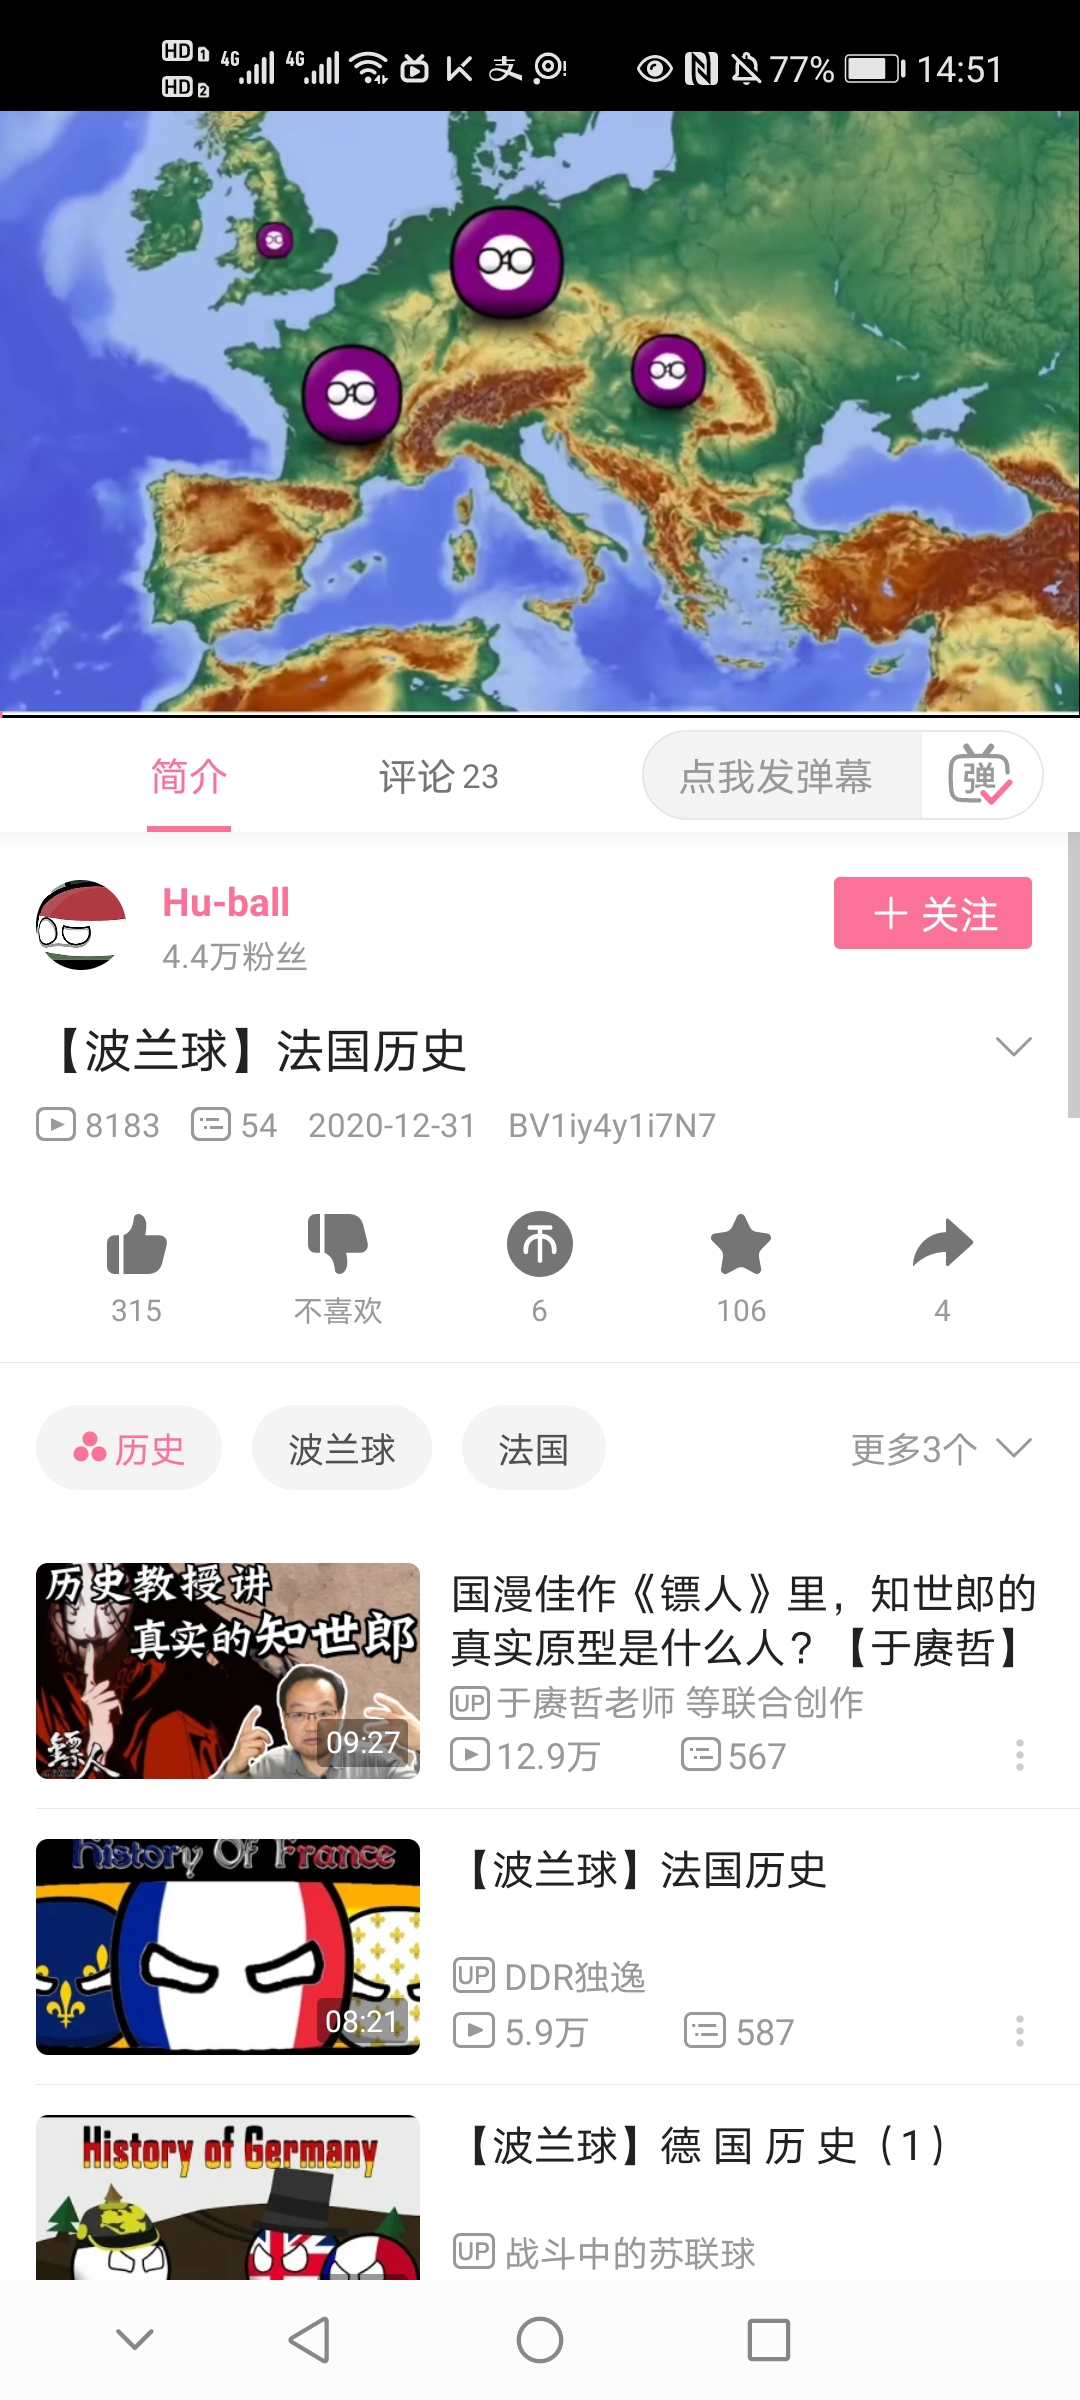 HD 1 4G 4G 77% 14:51
HD 2
简介 评论 23 点我发弹幕 弹
Hu-ball
4.4万粉丝
+ 关注
【波兰球】法国历史
8183 54 2020-12-31 BV1iy4y1i7N7
315 不喜欢 6 106 4
历史 波兰球 法国 更多3个
历史教授讲
真实的知世郎
镖人
09:27
国漫佳作《镖人》里，知世郎的
真实原型是什么人？【于赓哲】
UP 于赓哲老师 等联合创作
12.9万 567
History Of France
08:21
【波兰球】法国历史
UP DDR独逸
5.9万 587
History of Germany
【波兰球】德 国 历 史（1）
UP 战斗中的苏联球